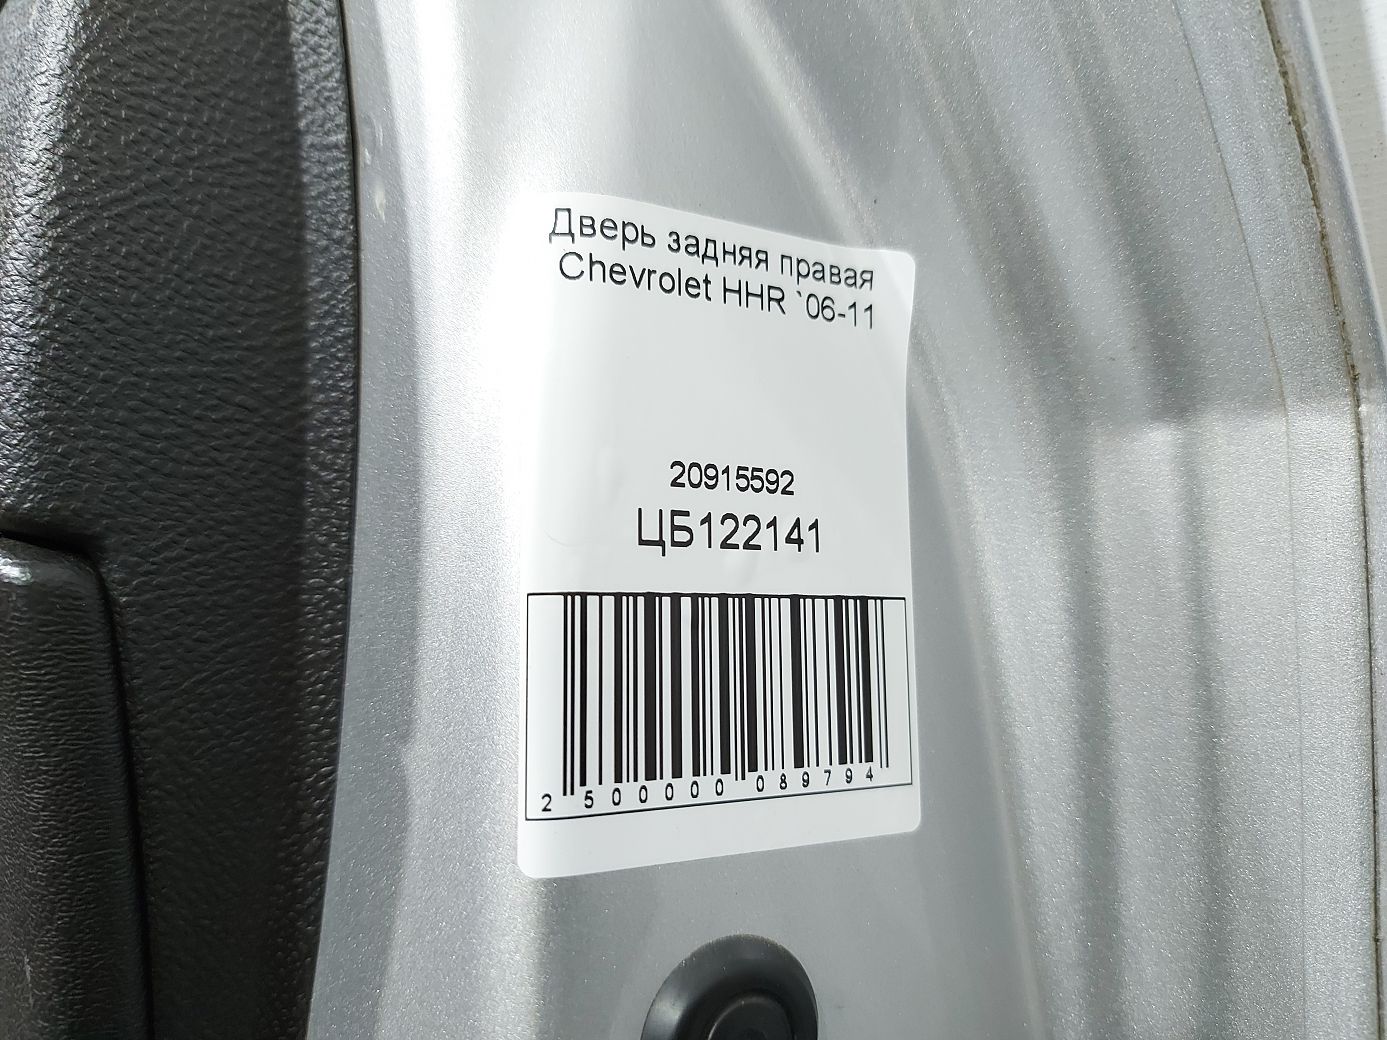 Дверь задняя правая
Chevrolet HHR `06-11
20915592
ЦБ122141
2 500000 089794